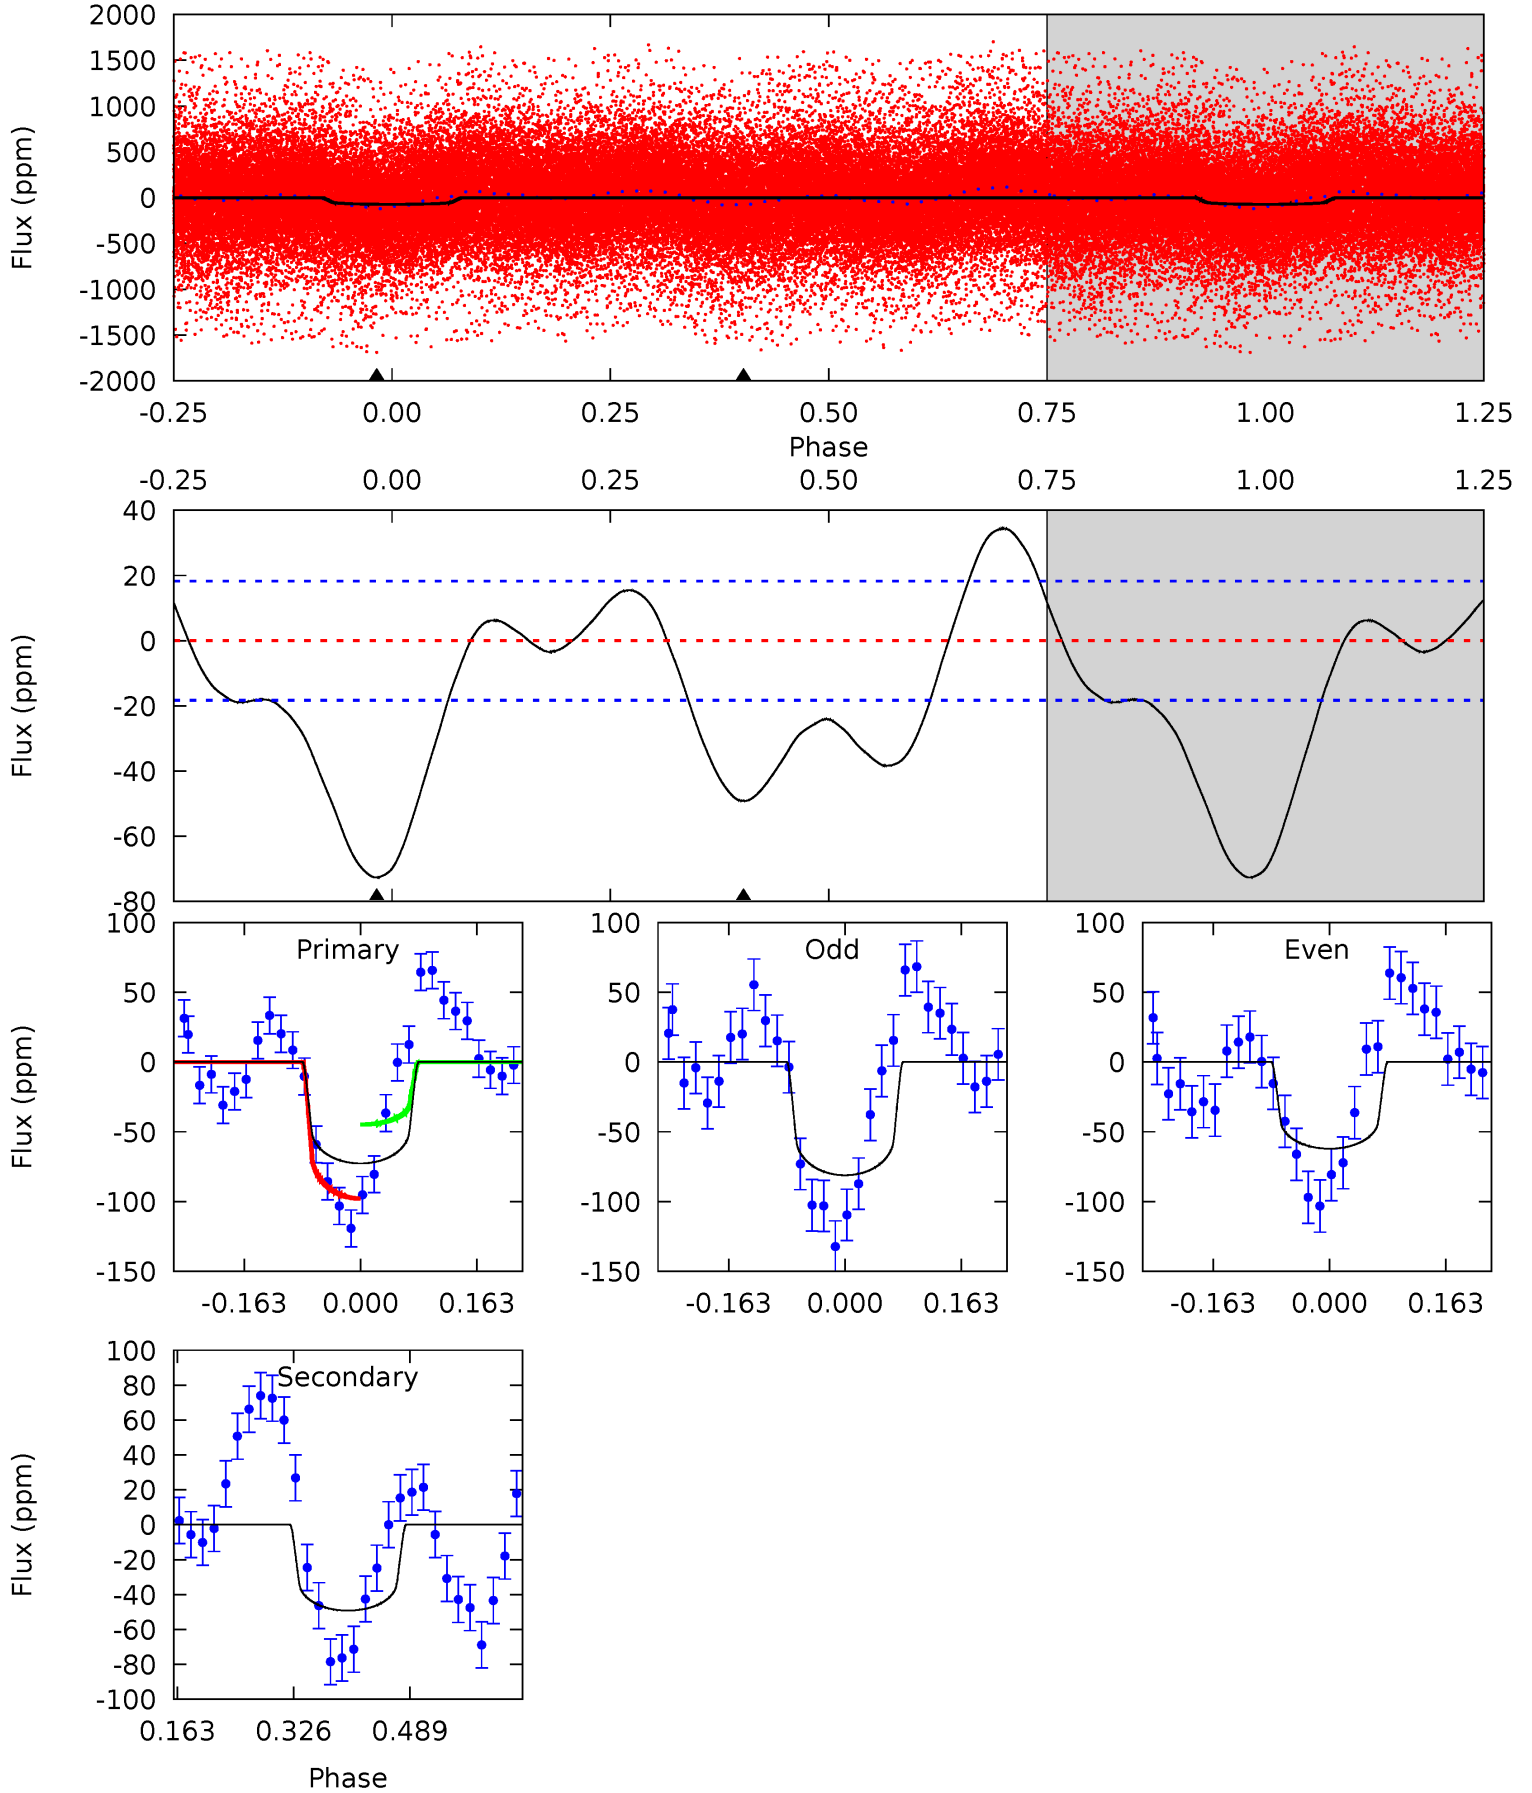 2000
1500
1000
500
0
-500
-1000
-1500
-2000
Flux (ppm)
-0.25 0.00 0.25 0.50 0.75 1.00 1.25
Phase
-0.25 0.00 0.25 0.50 0.75 1.00 1.25
40
20
0
-20
-40
-60
-80
Flux (ppm)
Primary Odd Even
100 100 100
50 50 50
0 0 0
-50 -50 -50
-100 -100 -100
-150 -150 -150
Flux (ppm)
-0.163 0.000 0.163 -0.163 0.000 0.163 -0.163 0.000 0.163
Secondary
100
80
60
40
20
0
-20
-40
-60
-80
-100
Flux (ppm)
0.163 0.326 0.489
Phase